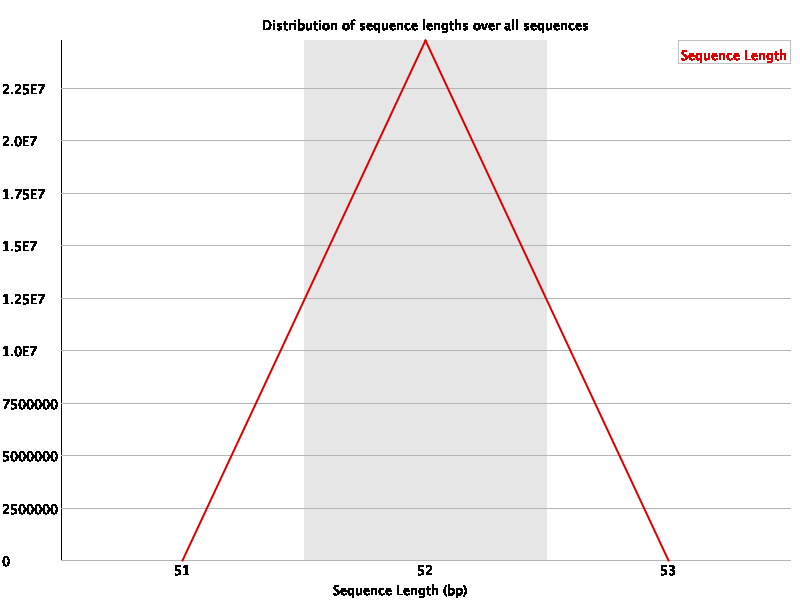 Distribution of sequence lengths over all sequences
Sequence Length
2.25E7
2.0E7
1.75E7
1.5E7
1.25E7
1.0E7
7500000
5000000
2500000
0
51 52 53
Sequence Length (bp)